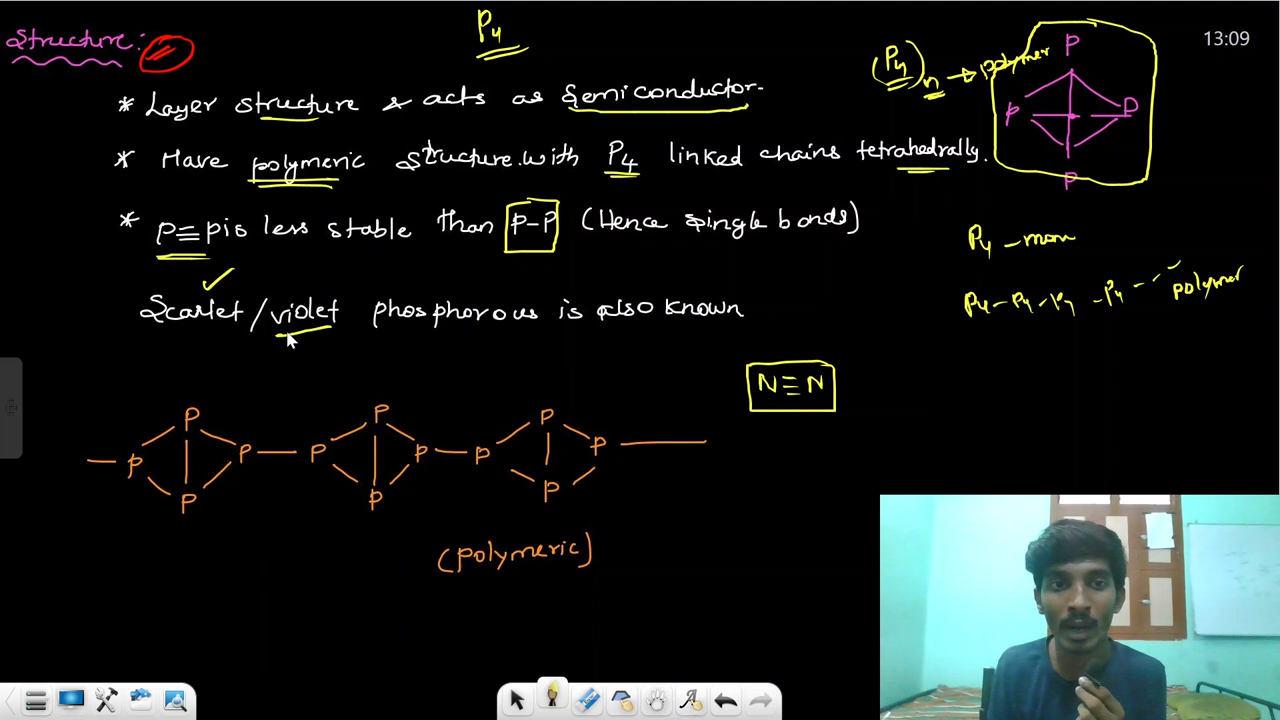 Structure:
P4
(P4)n → polymer
13:09
* Layer structure & acts as semiconductor.
* Have polymeric structure with P4 linked chains tetrahedrally.
* P≡P is less stable than P-P (Hence single bonds)
Scarlet/violet phosphorous is also known
P
P P
P
P4 - mon
P4 - P4 - P4 - P4 - - - polymer
N≡N
P P P
- P P - P P - P P -
P P P
(polymeric)